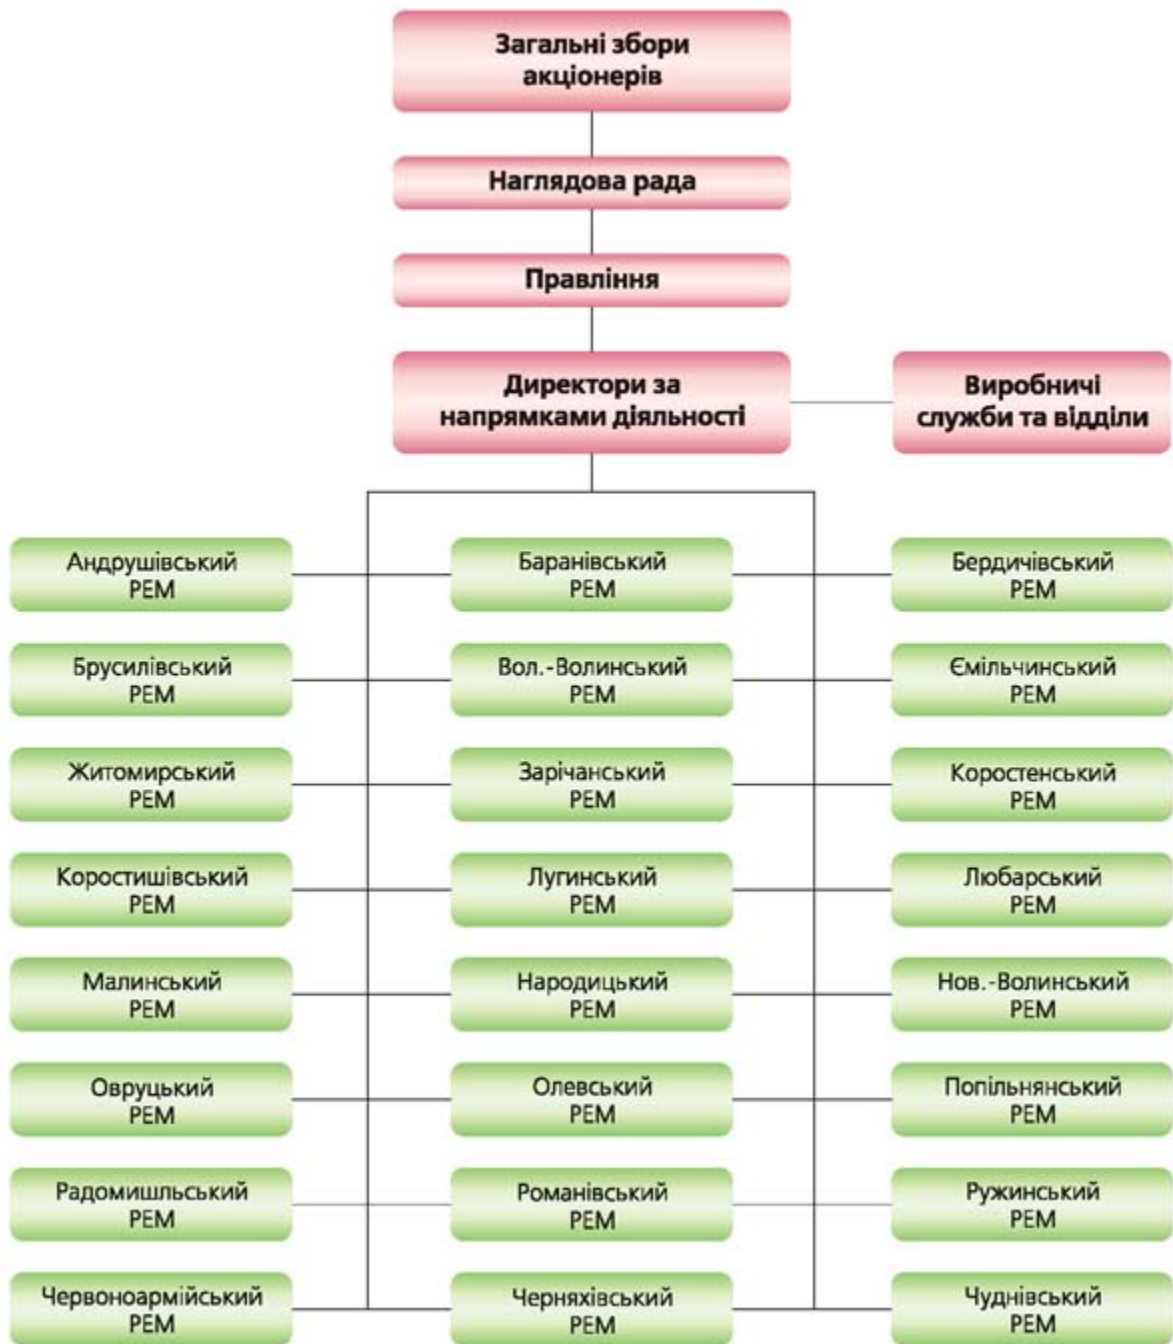 Загальні збори
акціонерів
Наглядова рада
Правління
Директори за
напрямками діяльності
Виробничі
служби та відділи
Андрушівський
РЕМ
Баранівський
РЕМ
Бердичівський
РЕМ
Брусилівський
РЕМ
Вол.-Волинський
РЕМ
Ємільчинський
РЕМ
Житомирський
РЕМ
Зарічанський
РЕМ
Коростенський
РЕМ
Коростишівський
РЕМ
Лугинський
РЕМ
Любарський
РЕМ
Малинський
РЕМ
Народицький
РЕМ
Нов.-Волинський
РЕМ
Овруцький
РЕМ
Олевський
РЕМ
Попільнянський
РЕМ
Радомишльський
РЕМ
Романівський
РЕМ
Ружинський
РЕМ
Червоноармійський
РЕМ
Черняхівський
РЕМ
Чуднівський
РЕМ